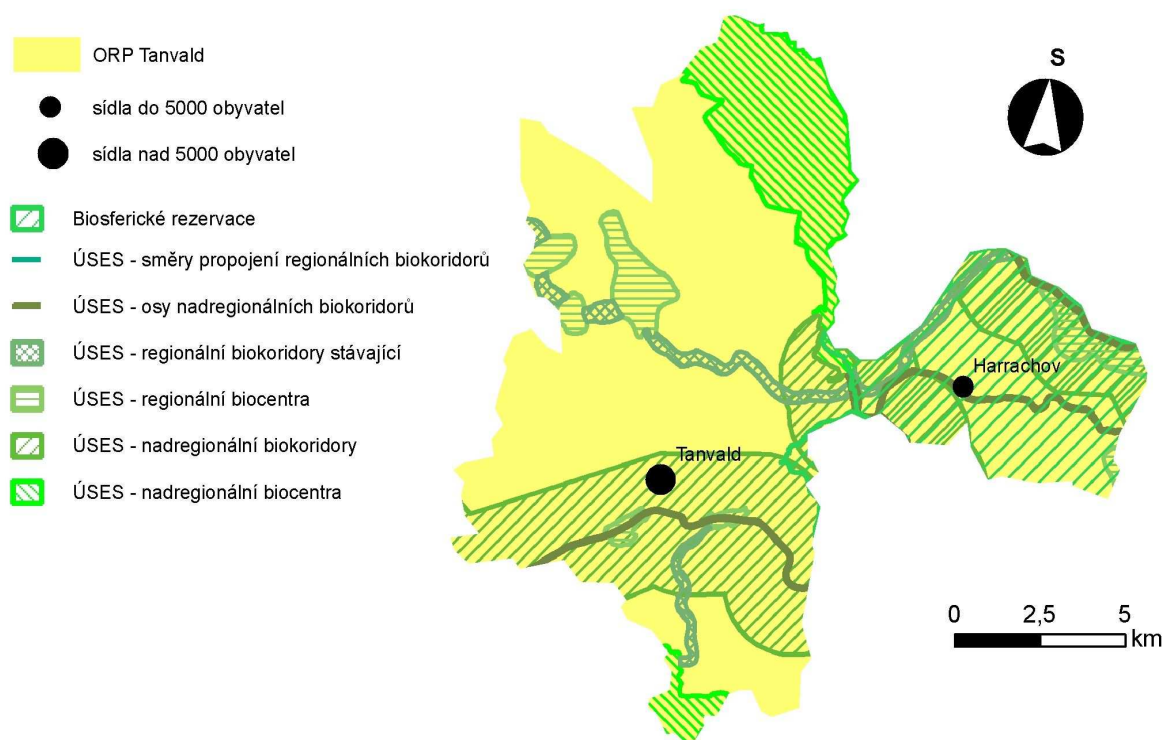 ORP Tanvald
sídla do 5000 obyvatel
sídla nad 5000 obyvatel
Biosferické rezervace
ÚSES - směry propojení regionálních biokoridorů
ÚSES - osy nadregionálních biokoridorů
ÚSES - regionální biokoridory stávající
ÚSES - regionální biocentra
ÚSES - nadregionální biokoridory
ÚSES - nadregionální biocentra
S
Harrachov
Tanvald
0 2,5 5
km